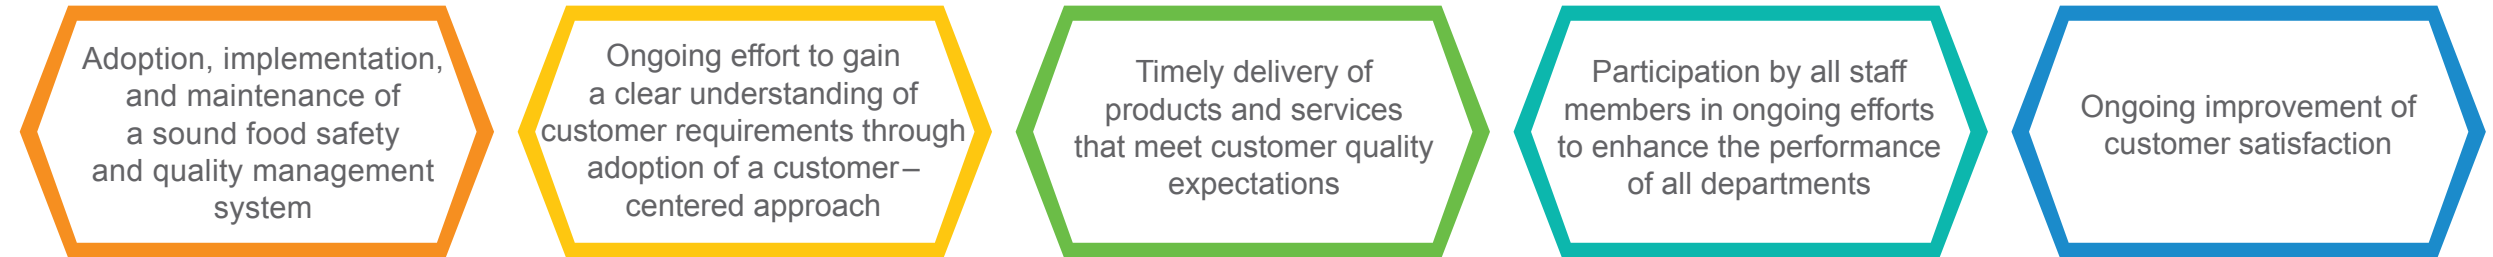 Adoption, implementation,
and maintenance of
a sound food safety
and quality management
system
Ongoing effort to gain
a clear understanding of
customer requirements through
adoption of a customer–
centered approach
Timely delivery of
products and services
that meet customer quality
expectations
Participation by all staff
members in ongoing efforts
to enhance the performance
of all departments
Ongoing improvement of
customer satisfaction